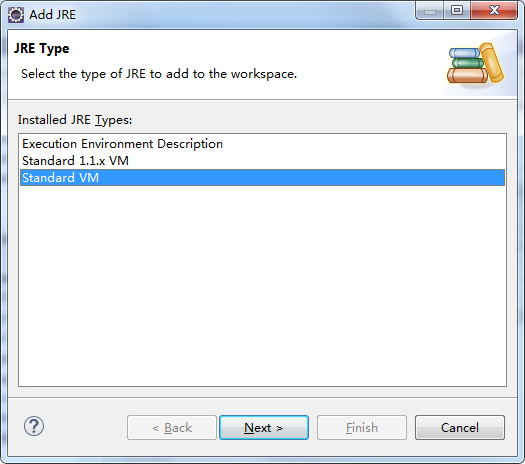 Add JRE
JRE Type
Select the type of JRE to add to the workspace.
Installed JRE Types:
Execution Environment Description
Standard 1.1.x VM
Standard VM
?
< Back
Next >
Finish
Cancel